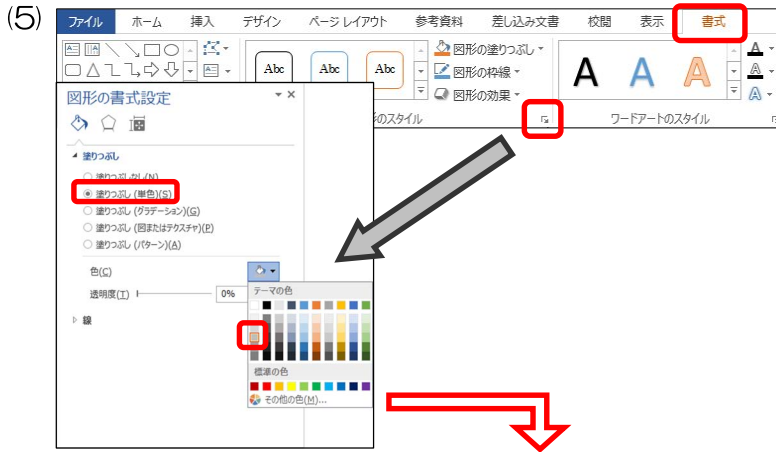 (5)
ファイル ホーム 挿入 デザイン ページ レイアウト 参考資料 差し込み文書 校閲 表示 書式
Abc Abc Abc 図形の塗りつぶし A A A A
図形の枠線 A
図形の効果 A
のスタイル ワードアートのスタイル
図形の書式設定
塗りつぶし
塗りつぶしなし(N)
塗りつぶし (単色)(S)
塗りつぶし (グラデーション)(G)
塗りつぶし (図またはテクスチャ)(P)
塗りつぶし (パターン)(A)
色(C)
透明度(T) 0%
テーマの色
線
標準の色
その他の色(M)...